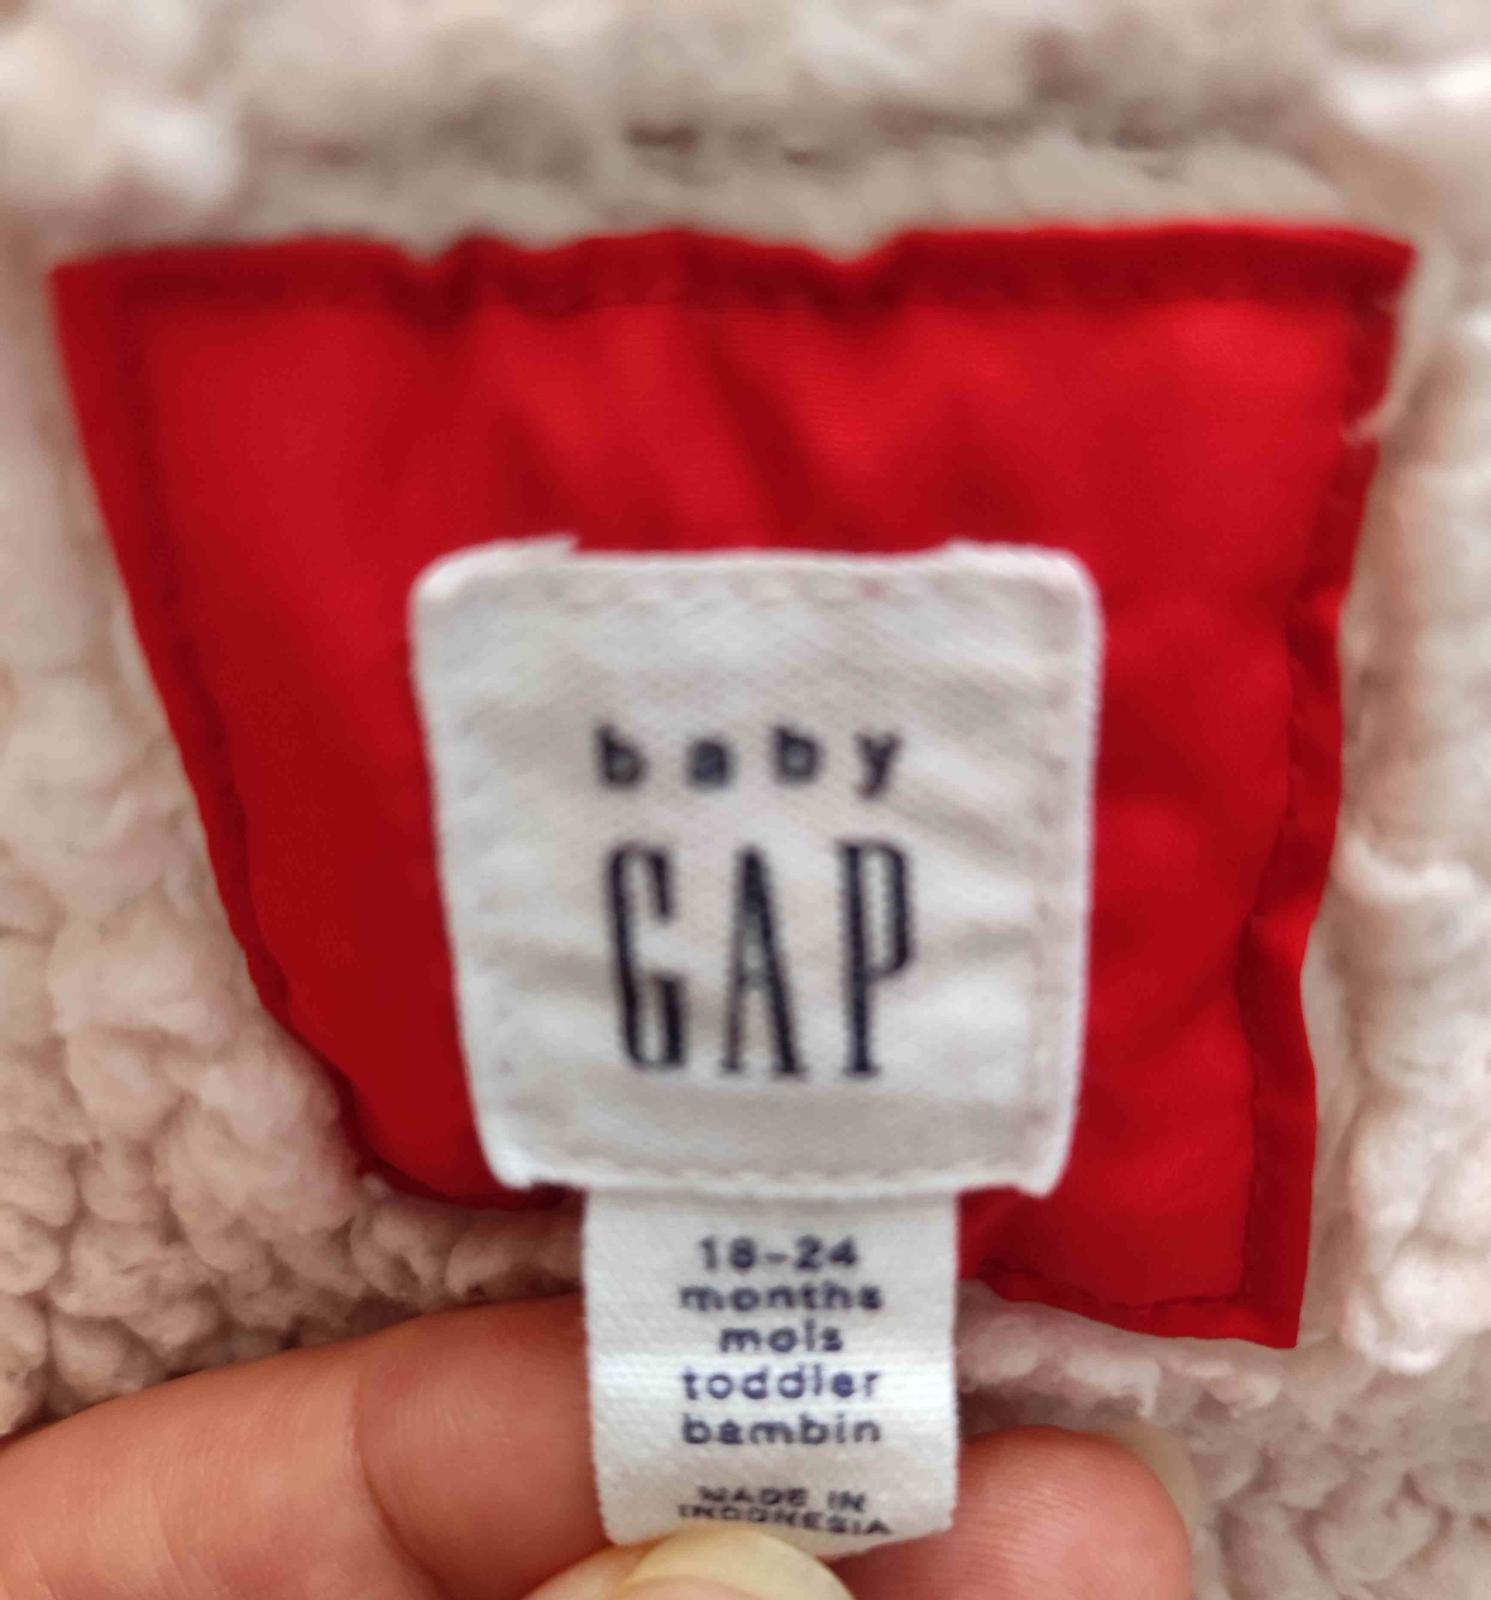 baby
GAP
18-24
months
mois
toddler
bambin
MADE IN
INDONESIA